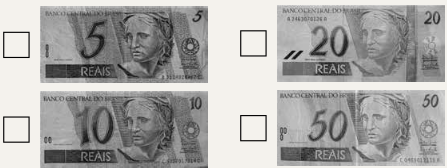 BANCO CENTRAL DO BRASIL 5
5
REAIS
BANCO CENTRAL DO BRASIL 20
20
REAIS
BANCO CENTRAL DO BRASIL 10
10
REAIS
BANCO CENTRAL DO BRASIL 50
50
REAIS